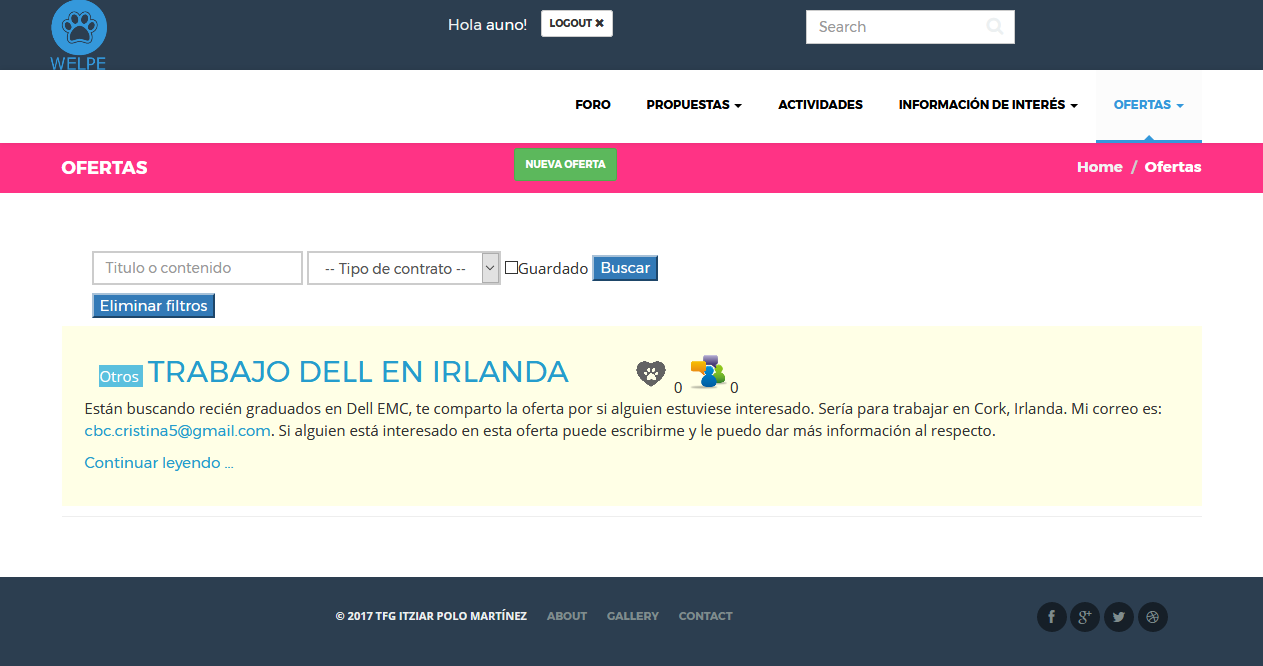 WELPE
Hola auno!
LOGOUT ✖
Search
FORO
PROPUESTAS
ACTIVIDADES
INFORMACIÓN DE INTERÉS
OFERTAS
OFERTAS
NUEVA OFERTA
Home / Ofertas
Titulo o contenido
-- Tipo de contrato --
Guardado
Buscar
Eliminar filtros
Otros TRABAJO DELL EN IRLANDA
0
0
Están buscando recién graduados en Dell EMC, te comparto la oferta por si alguien estuviese interesado. Sería para trabajar en Cork, Irlanda. Mi correo es:
cbc.cristina5@gmail.com. Si alguien está interesado en esta oferta puede escribirme y le puedo dar más información al respecto.
Continuar leyendo ...
© 2017 TFG ITZIAR POLO MARTÍNEZ
ABOUT
GALLERY
CONTACT